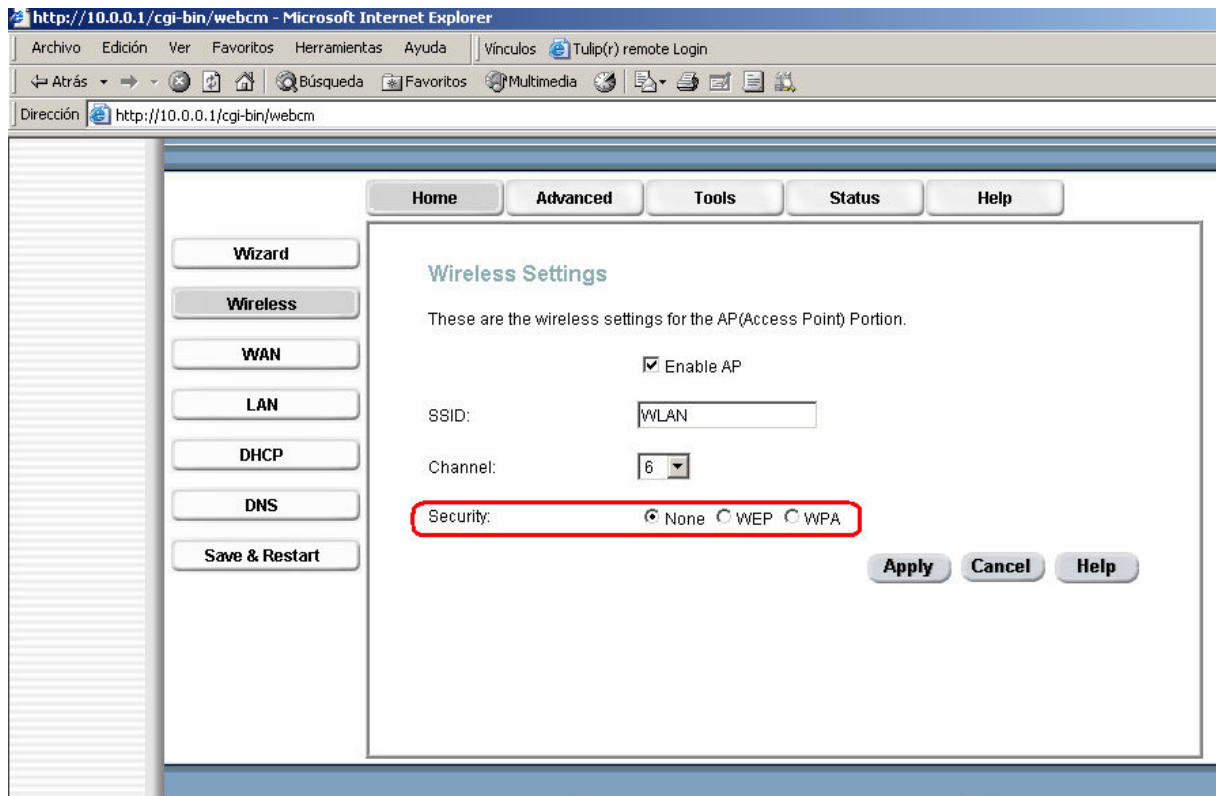 http://10.0.0.1/cgi-bin/webcm - Microsoft Internet Explorer
Archivo Edición Ver Favoritos Herramientas Ayuda Vínculos Tulip(r) remote Login
Atrás Búsqueda Favoritos Multimedia
Dirección http://10.0.0.1/cgi-bin/webcm
Home Advanced Tools Status Help
Wizard
Wireless
WAN
LAN
DHCP
DNS
Save & Restart
Wireless Settings
These are the wireless settings for the AP(Access Point) Portion.
Enable AP
SSID: WLAN
Channel: 6
Security: None WEP WPA
Apply Cancel Help